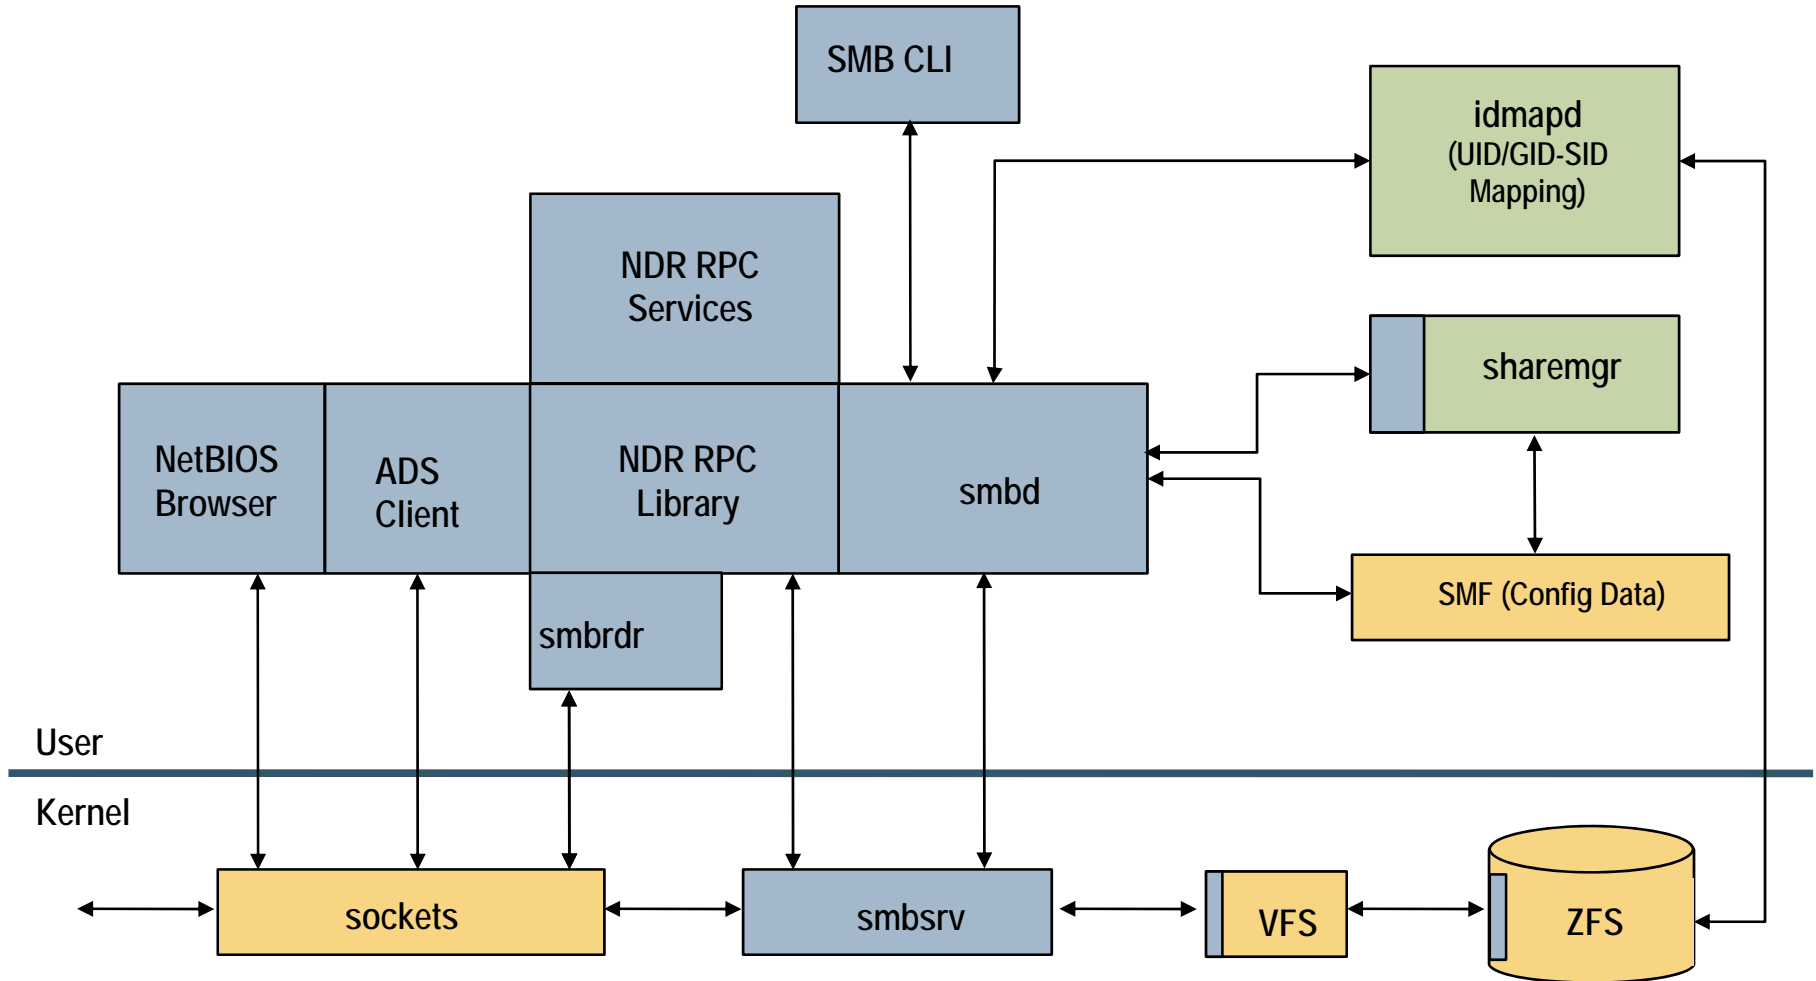 SMB CLI
idmapd
(UID/GID-SID
Mapping)
NDR RPC
Services
sharemgr
NetBIOS
Browser
ADS
Client
NDR RPC
Library
smbd
SMF (Config Data)
smbrdr
User
Kernel
sockets
smbsrv
VFS
ZFS